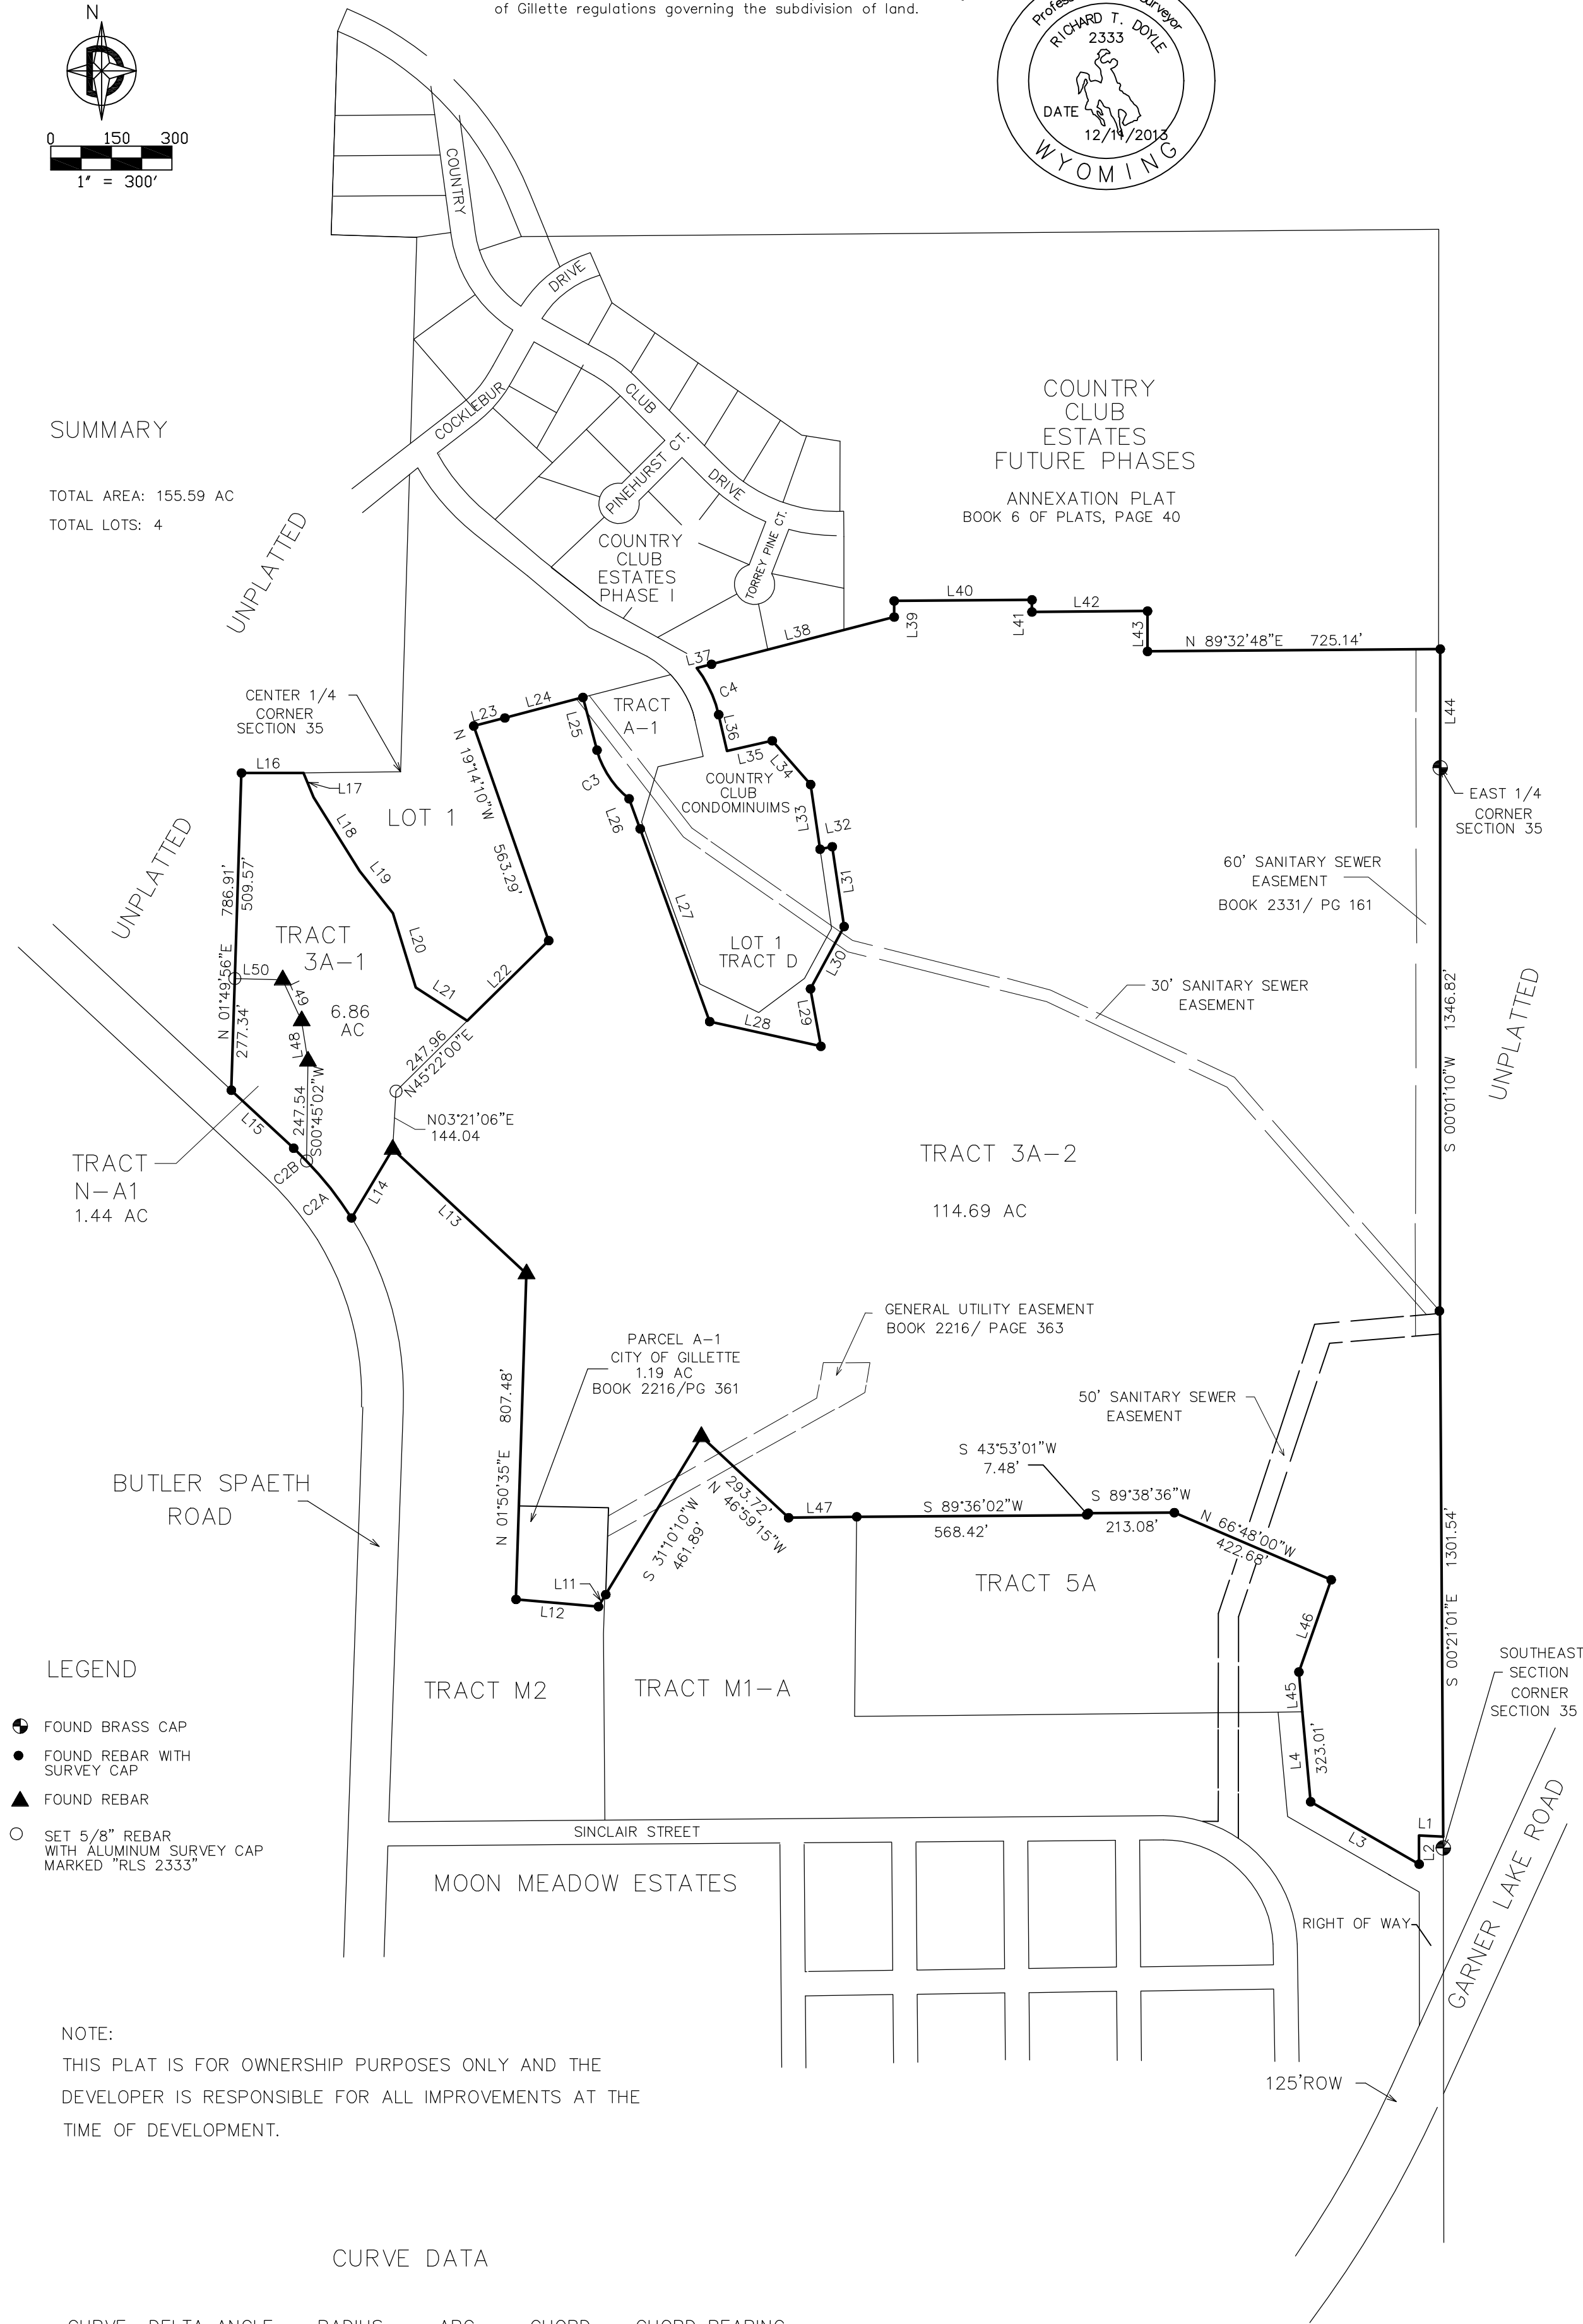 of Gillette regulations governing the subdivision of land.
N
0 150 300
1" = 300'
RICHARD T. DOYLE
2333
DATE
12/11/2013
WYOMING
COUNTRY
DRIVE
COCKLEBUR
CLUB
PINEHURST CT.
DRIVE
TORREY PINE CT.
COUNTRY
CLUB
ESTATES
FUTURE PHASES
ANNEXATION PLAT
BOOK 6 OF PLATS, PAGE 40
SUMMARY
TOTAL AREA: 155.59 AC
TOTAL LOTS: 4
UNPLATTED
COUNTRY
CLUB
ESTATES
PHASE I
L37
L38
L39
L40
L41
L42
L43
N 89°32'48"E 725.14'
L44
CENTER 1/4
CORNER
SECTION 35
L23
L24
L25
TRACT
A-1
C4
L36
L35
L34
C3
COUNTRY
CLUB
CONDOMINUIMS
L33
L32
L26
L31
L27
LOT 1
TRACT D
L30
L28
L29
L16
L17
LOT 1
N 19°14'10"W
563.29'
L18
L19
L20
L21
L22
EAST 1/4
CORNER
SECTION 35
60' SANITARY SEWER
EASEMENT
BOOK 2331/ PG 161
UNPLATTED
N 01°49'56"E
786.91'
509.57'
277.34'
TRACT
3A-1
6.86
AC
L50
L49
L48
247.54
S00°45'02"W
247.96
N45°22'00"E
N03°21'06"E
144.04
30' SANITARY SEWER
EASEMENT
S 00°01'10"W 1346.82'
UNPLATTED
L15
C2B
C2A
L14
L13
TRACT
N-A1
1.44 AC
TRACT 3A-2
114.69 AC
GENERAL UTILITY EASEMENT
BOOK 2216/ PAGE 363
PARCEL A-1
CITY OF GILLETTE
1.19 AC
BOOK 2216/PG 361
N 01°50'35"E 807.48'
50' SANITARY SEWER
EASEMENT
S 43°53'01"W
7.48'
BUTLER SPAETH
ROAD
293.72'
N 46°59'15"W
S 31°10'10"W
461.89'
L47
S 89°36'02"W
568.42'
S 89°38'36"W
213.08'
N 66°48'00"W
422.68'
L11
L12
TRACT 5A
L46
L45
S 00°21'01"E 1301.54'
LEGEND
FOUND BRASS CAP
FOUND REBAR WITH
SURVEY CAP
FOUND REBAR
SET 5/8" REBAR
WITH ALUMINUM SURVEY CAP
MARKED "RLS 2333"
TRACT M2
TRACT M1-A
SOUTHEAST
SECTION
CORNER
SECTION 35
L4
323.01'
L3
L1
L2
SINCLAIR STREET
MOON MEADOW ESTATES
RIGHT OF WAY
GARNER LAKE ROAD
NOTE:
THIS PLAT IS FOR OWNERSHIP PURPOSES ONLY AND THE
DEVELOPER IS RESPONSIBLE FOR ALL IMPROVEMENTS AT THE
TIME OF DEVELOPMENT.
125'ROW
CURVE DATA
CURVE DELTA ANGLE RADIUS ARC CHORD CHORD BEARING